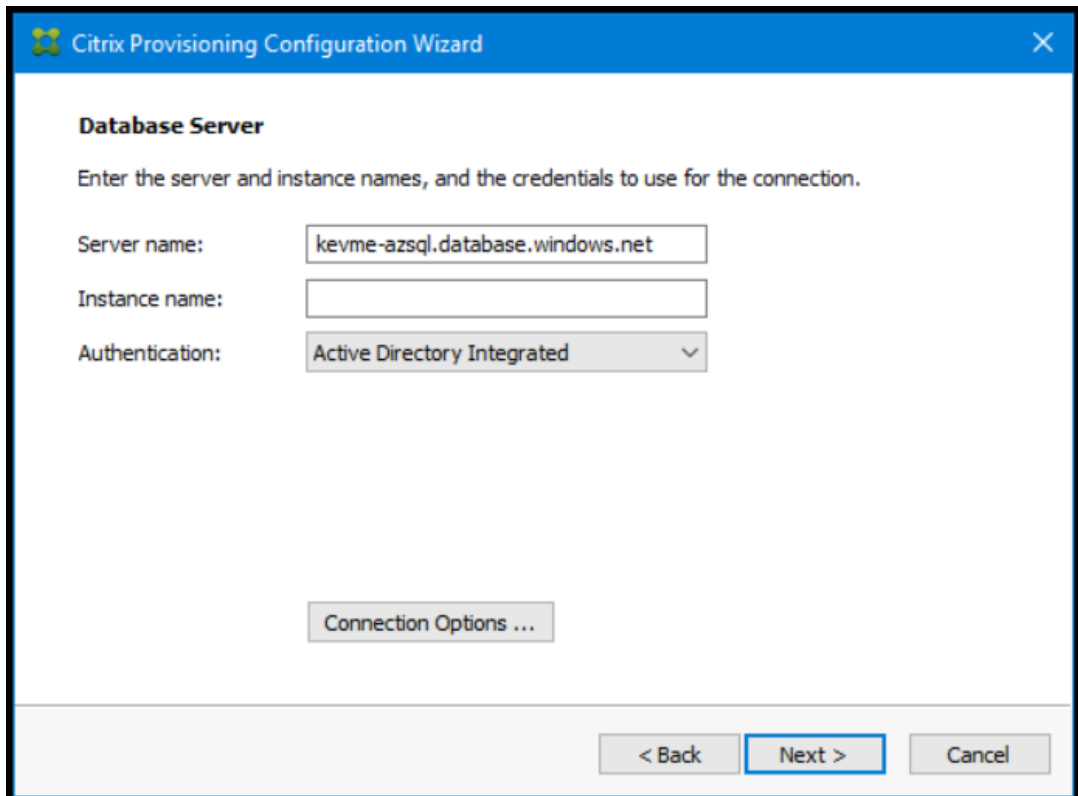 Citrix Provisioning Configuration Wizard
Database Server
Enter the server and instance names, and the credentials to use for the connection.
Server name: kevme-azsql.database.windows.net
Instance name:
Authentication: Active Directory Integrated
Connection Options ...
< Back Next > Cancel